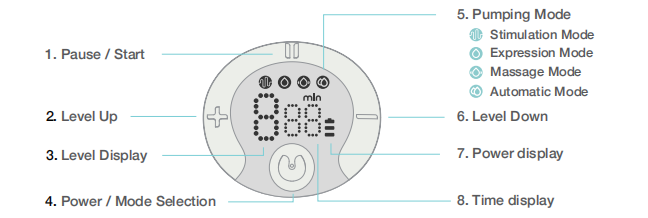 1. Pause / Start
2. Level Up
3. Level Display
4. Power / Mode Selection
min
5. Pumping Mode
Stimulation Mode
Expression Mode
Massage Mode
Automatic Mode
6. Level Down
7. Power display
8. Time display